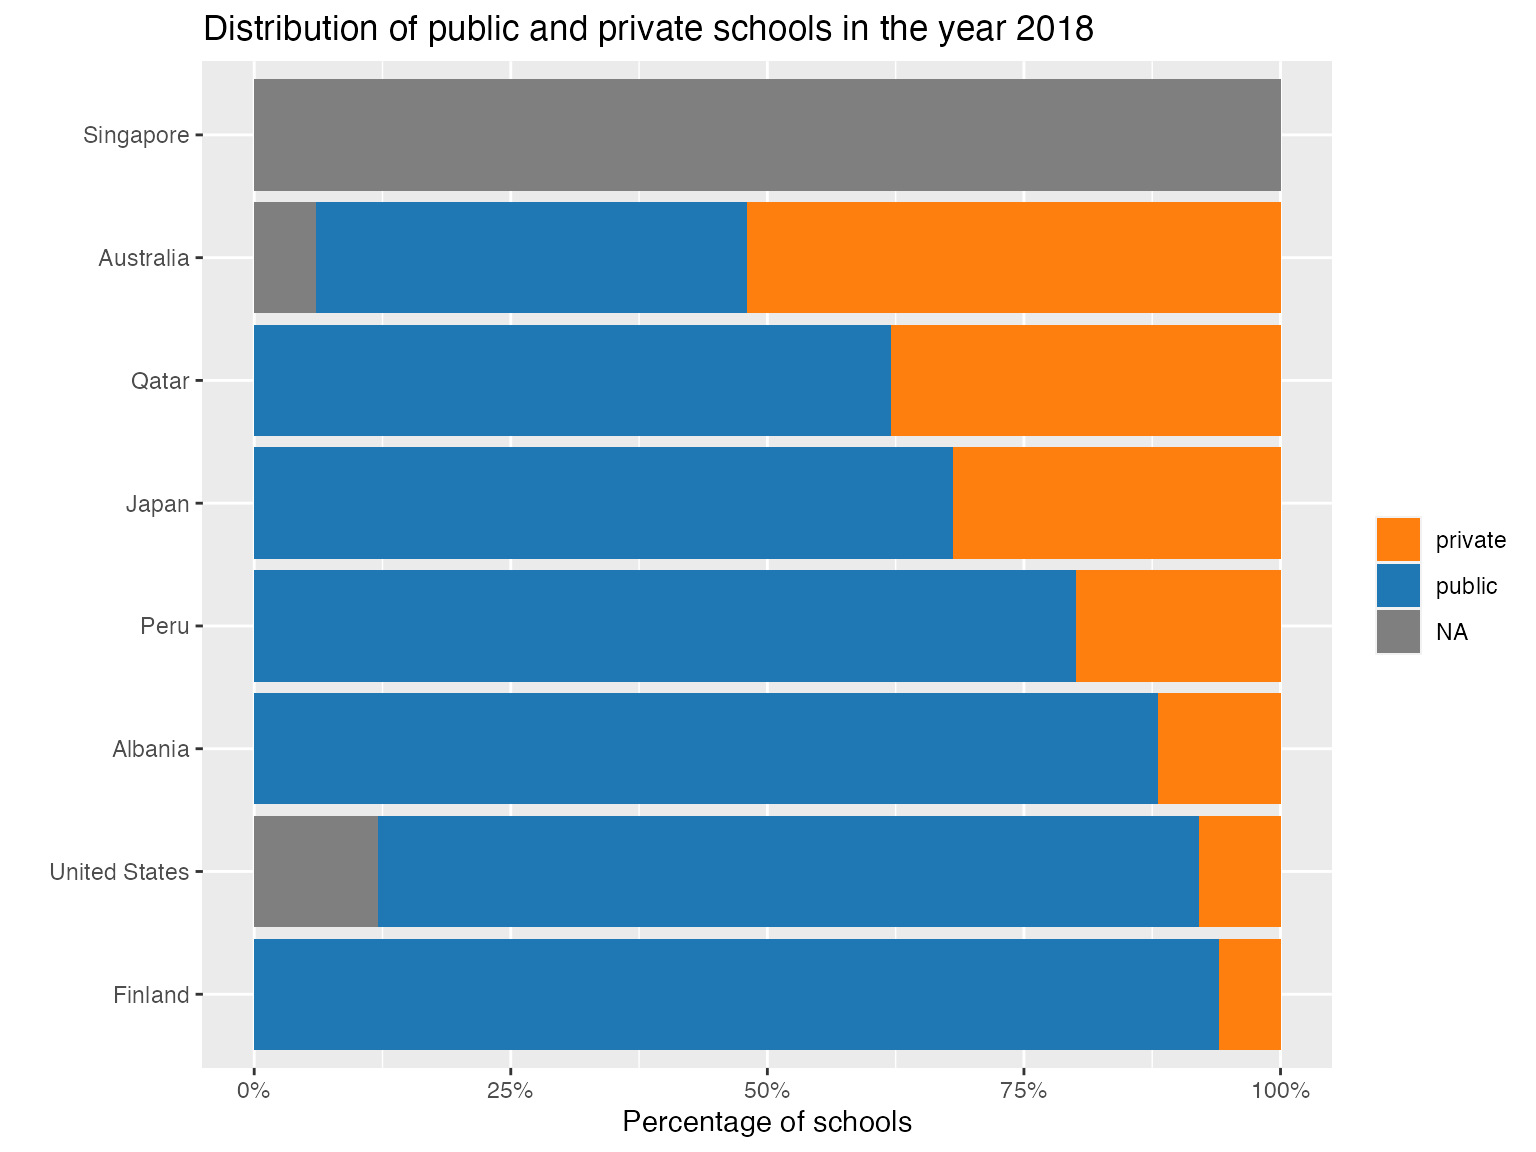 Distribution of public and private schools in the year 2018
Singapore
Australia
Qatar
Japan
Peru
Albania
United States
Finland
0% 25% 50% 75% 100%
Percentage of schools
private
public
NA